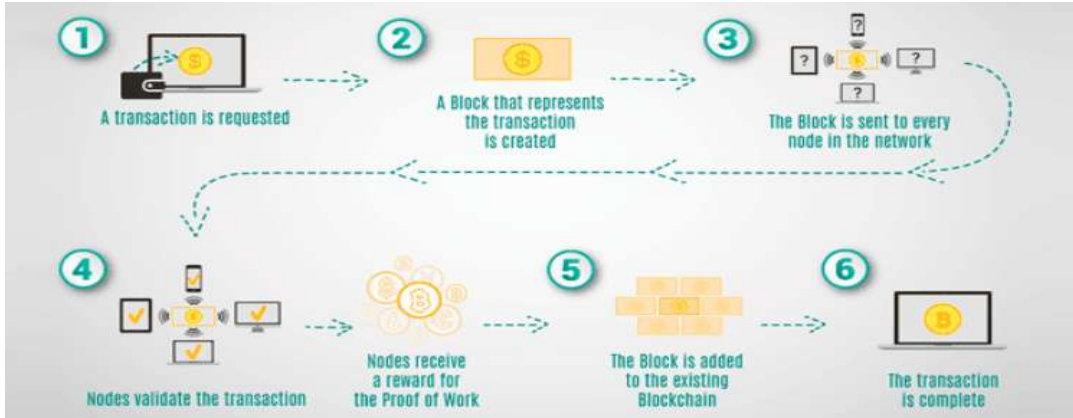 1
A transaction is requested
2
A Block that represents
the transaction
is created
3
? ? ? ?
The Block is sent to every
node in the network
4
Nodes validate the transaction
Nodes receive
a reward for
the Proof of Work
5
The Block is added
to the existing
Blockchain
6
The transaction
is complete